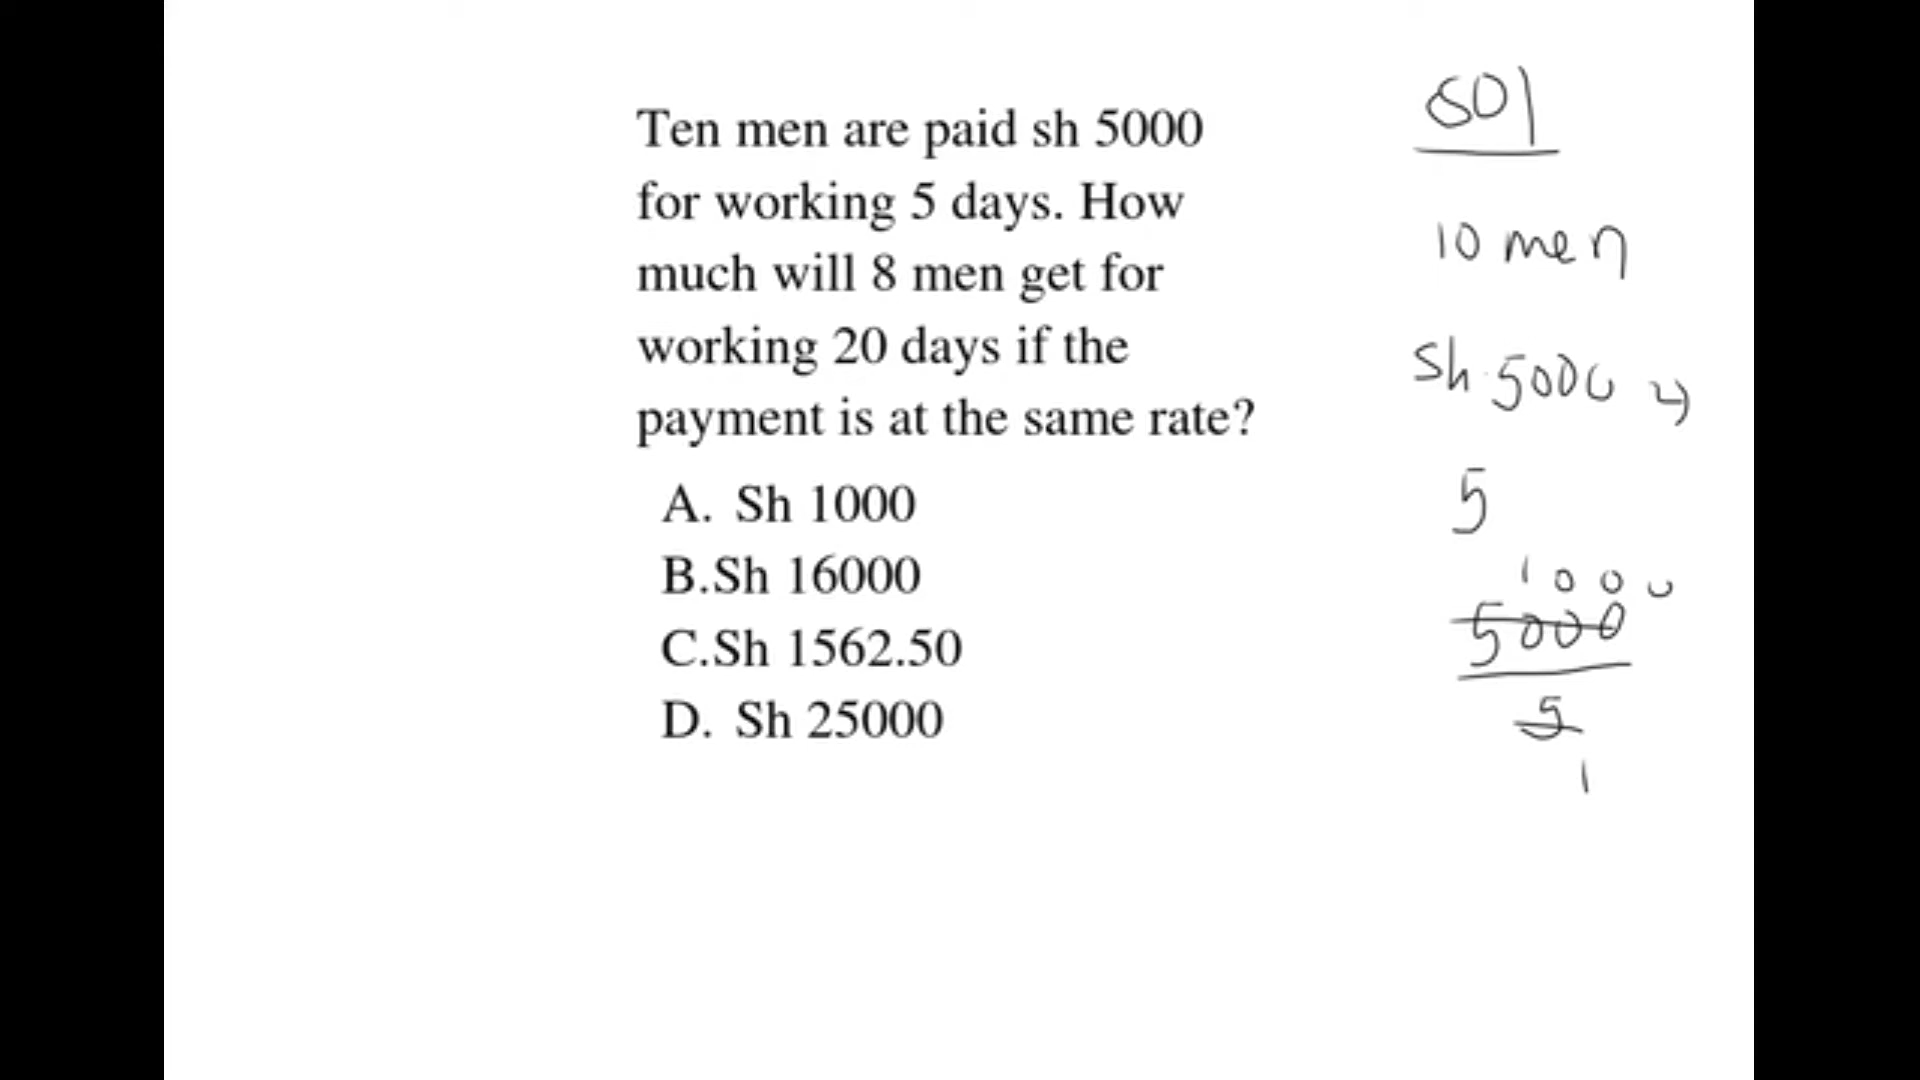 Ten men are paid sh 5000
for working 5 days. How
much will 8 men get for
working 20 days if the
payment is at the same rate?
A. Sh 1000
B.Sh 16000
C.Sh 1562.50
D. Sh 25000
Sol
10 men
Sh. 5000
5
1000
5000
5
1